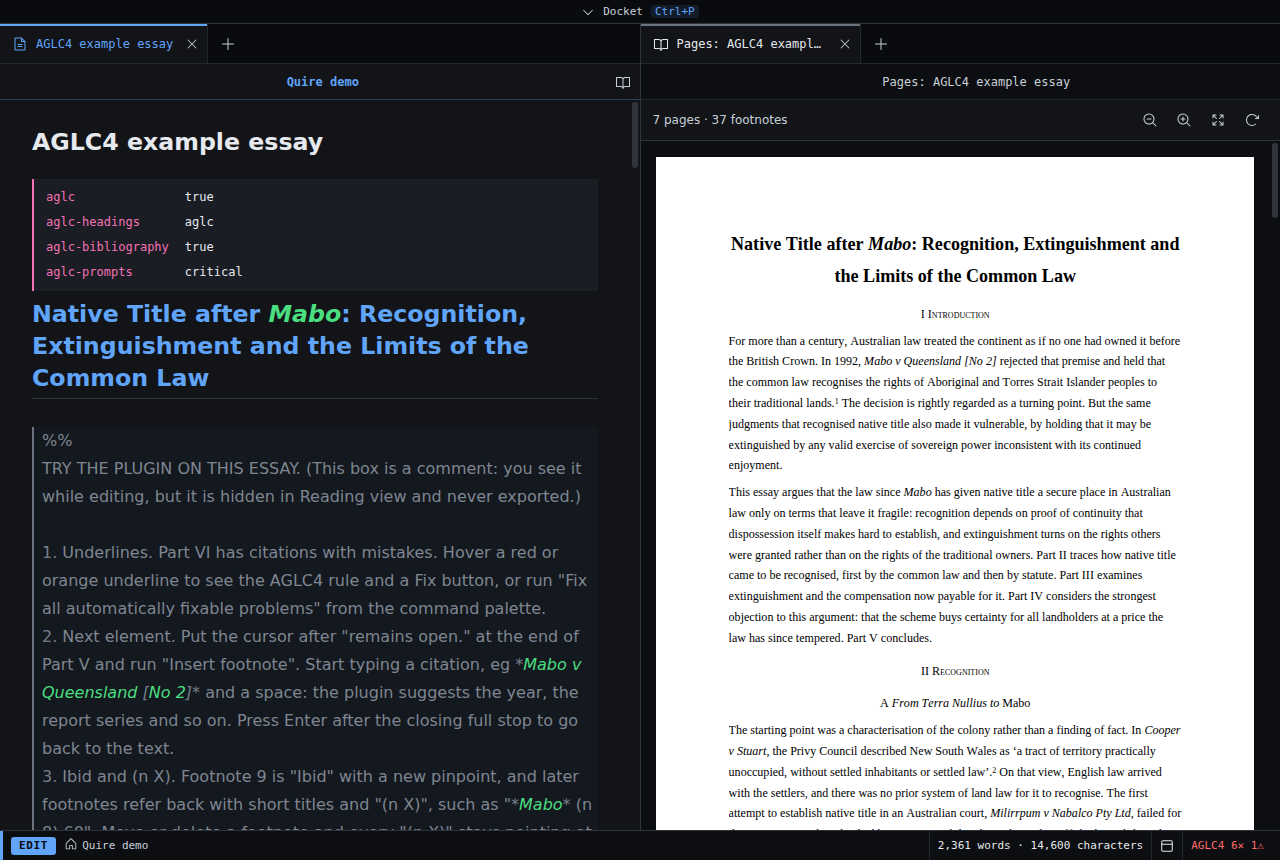 Docket Ctrl+P
AGLC4 example essay
Pages: AGLC4 exampl…
Quire demo
Pages: AGLC4 example essay
AGLC4 example essay
aglc true
aglc-headings aglc
aglc-bibliography true
aglc-prompts critical
Native Title after Mabo: Recognition,
Extinguishment and the Limits of the
Common Law
%%
TRY THE PLUGIN ON THIS ESSAY. (This box is a comment: you see it
while editing, but it is hidden in Reading view and never exported.)
1. Underlines. Part VI has citations with mistakes. Hover a red or
orange underline to see the AGLC4 rule and a Fix button, or run "Fix
all automatically fixable problems" from the command palette.
2. Next element. Put the cursor after "remains open." at the end of
Part V and run "Insert footnote". Start typing a citation, eg *Mabo v
Queensland [No 2]* and a space: the plugin suggests the year, the
report series and so on. Press Enter after the closing full stop to go
back to the text.
3. Ibid and (n X). Footnote 9 is "Ibid" with a new pinpoint, and later
footnotes refer back with short titles and "(n X)", such as "*Mabo* (n
7 pages · 37 footnotes
Native Title after Mabo: Recognition, Extinguishment and
the Limits of the Common Law
I Introduction
For more than a century, Australian law treated the continent as if no one had owned it before
the British Crown. In 1992, Mabo v Queensland [No 2] rejected that premise and held that
the common law recognises the rights of Aboriginal and Torres Strait Islander peoples to
their traditional lands.1 The decision is rightly regarded as a turning point. But the same
judgments that recognised native title also made it vulnerable, by holding that it may be
extinguished by any valid exercise of sovereign power inconsistent with its continued
enjoyment.
This essay argues that the law since Mabo has given native title a secure place in Australian
law only on terms that leave it fragile: recognition depends on proof of continuity that
dispossession itself makes hard to establish, and extinguishment turns on the rights others
were granted rather than on the rights of the traditional owners. Part II traces how native title
came to be recognised, first by the common law and then by statute. Part III examines
extinguishment and the compensation now payable for it. Part IV considers the strongest
objection to this argument: that the scheme buys certainty for all landholders at a price the
law has since tempered. Part V concludes.
II Recognition
A From Terra Nullius to Mabo
The starting point was a characterisation of the colony rather than a finding of fact. In Cooper
v Stuart, the Privy Council described New South Wales as ‘a tract of territory practically
unoccupied, without settled inhabitants or settled law’.2 On that view, English law arrived
with the settlers, and there was no prior system of land law for it to recognise. The first
attempt to establish native title in an Australian court, Milirrpum v Nabalco Pty Ltd, failed for
EDIT Quire demo
2,361 words · 14,600 characters
AGLC4 6× 1⚠